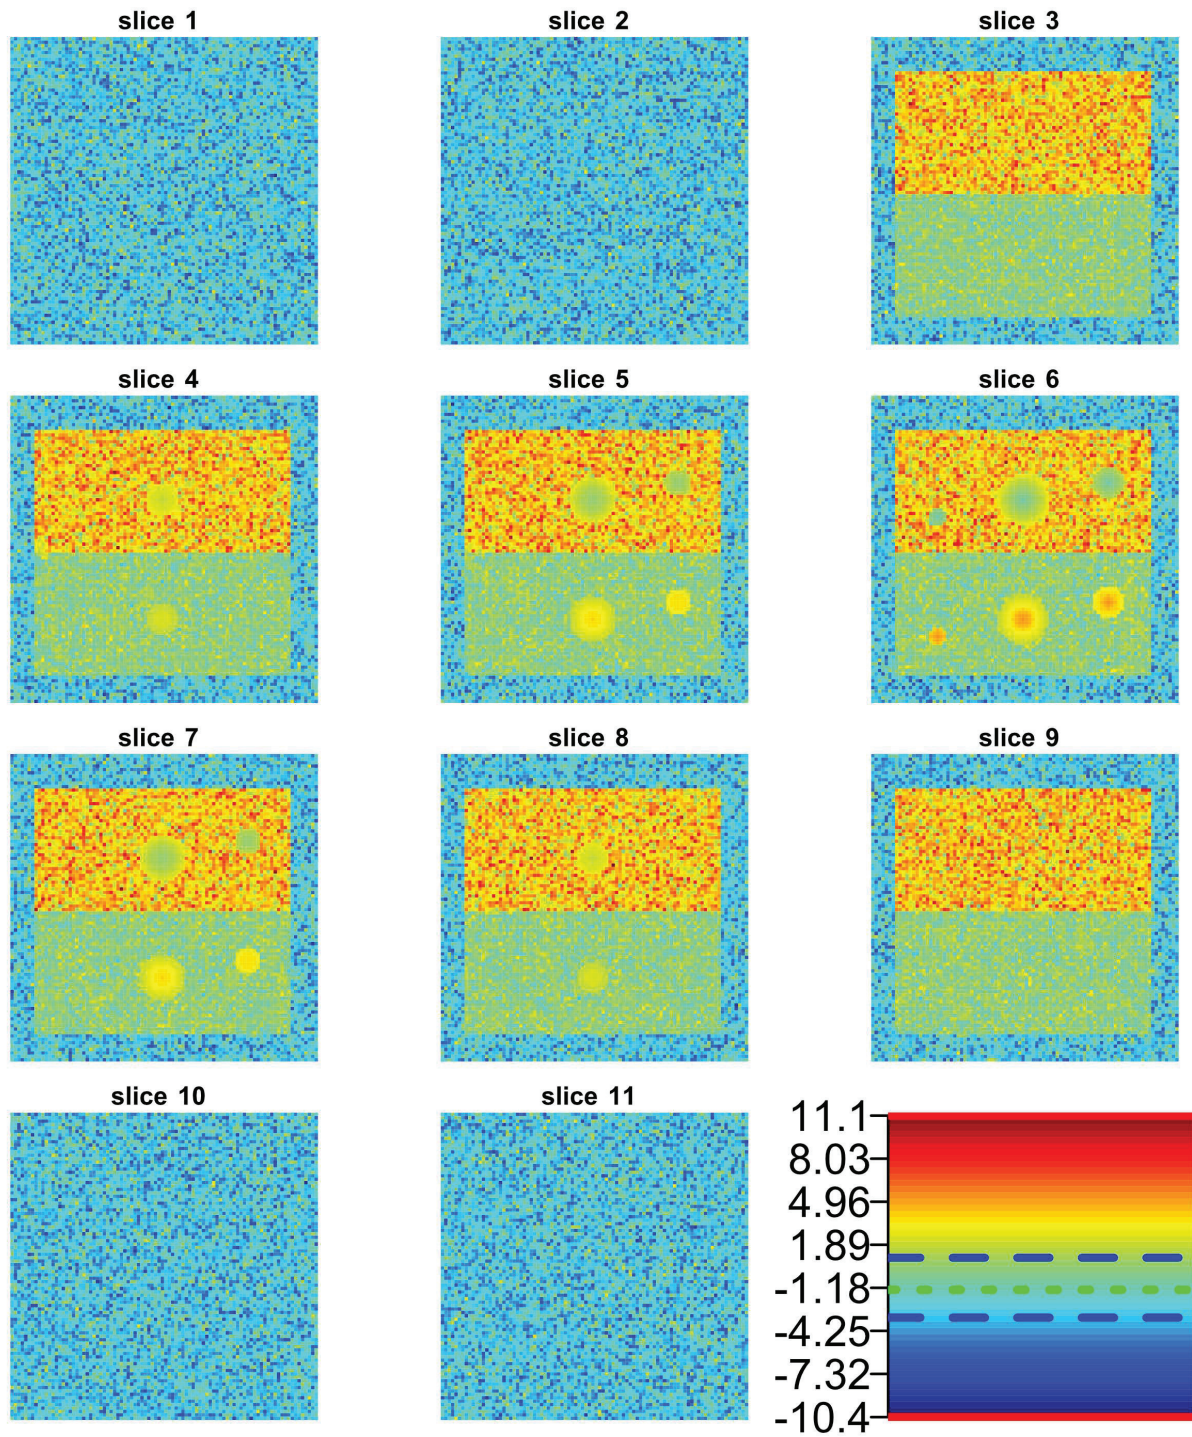 slice 1
slice 2
slice 3
slice 4
slice 5
slice 6
slice 7
slice 8
slice 9
slice 10
slice 11
11.1
8.03
4.96
1.89
-1.18
-4.25
-7.32
-10.4